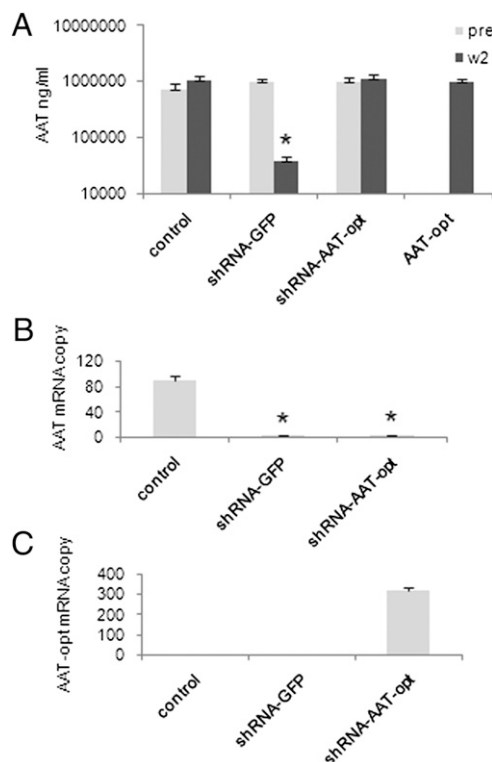 A
pre
w2
AAT ng/ml
1000000
100000
10000
*
control
shRNA-GFP
shRNA-AAT-opt
AAT-opt
B
AAT mRNA copy
120
80
40
0
* *
control
shRNA-GFP
shRNA-AAT-opt
C
AAT-opt mRNA copy
400
300
200
100
0
control
shRNA-GFP
shRNA-AAT-opt